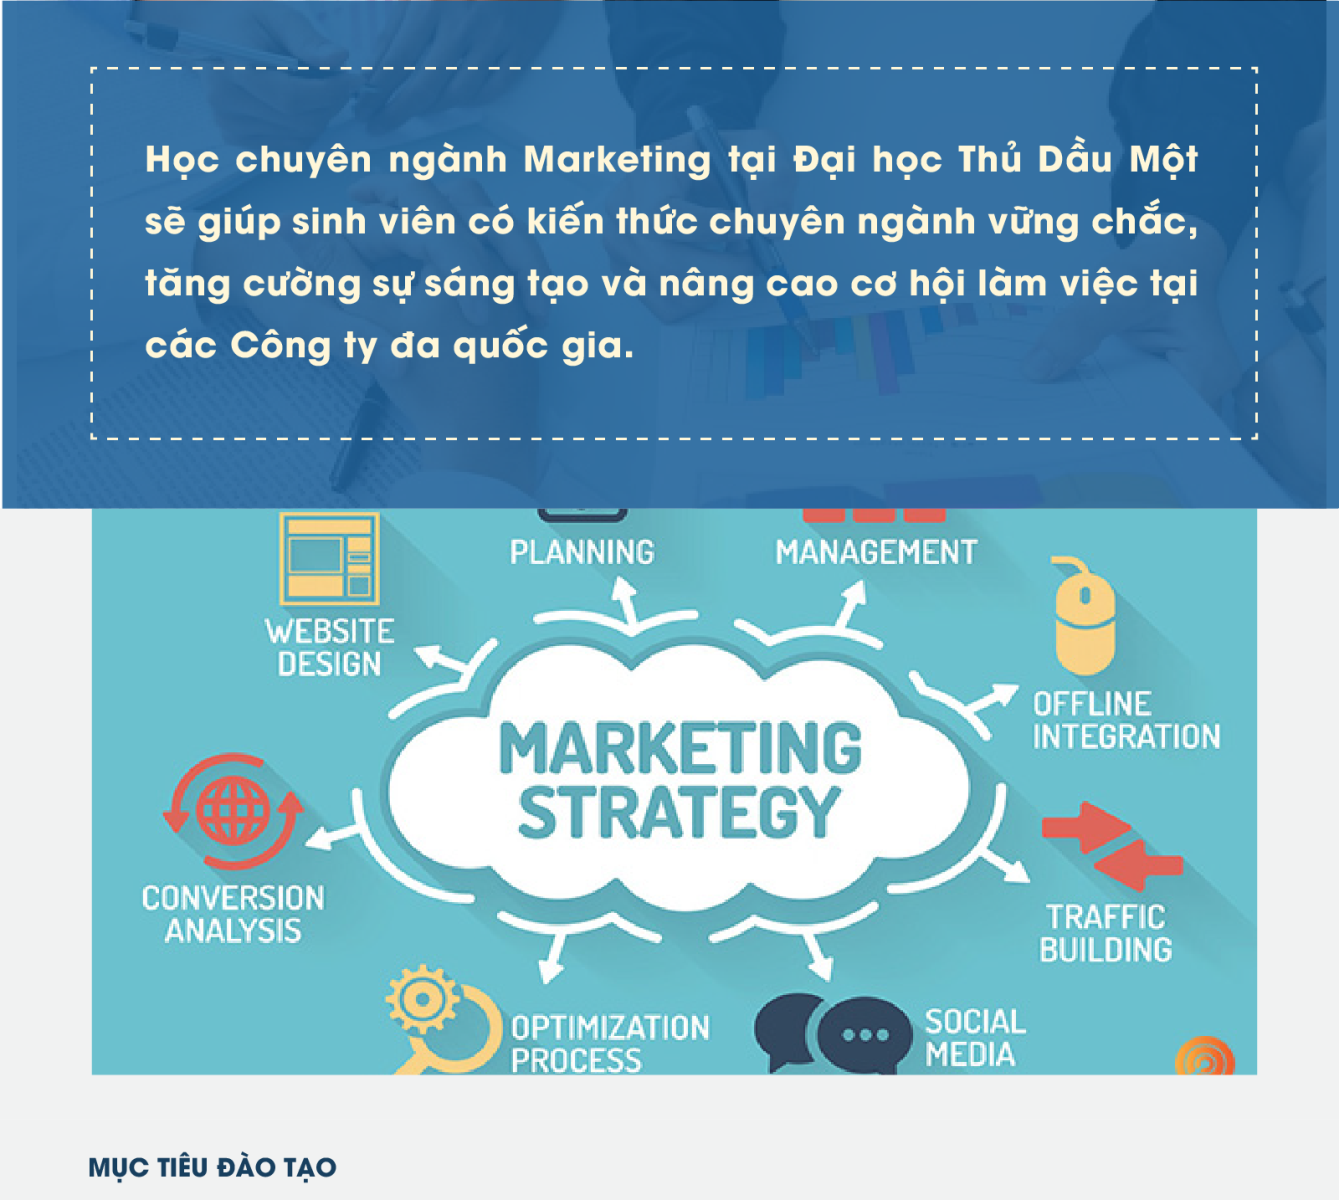 Học chuyên ngành Marketing tại Đại học Thủ Dầu Một
sẽ giúp sinh viên có kiến thức chuyên ngành vững chắc,
tăng cường sự sáng tạo và nâng cao cơ hội làm việc tại
các Công ty đa quốc gia.
PLANNING
MANAGEMENT
WEBSITE
DESIGN
OFFLINE
INTEGRATION
MARKETING
STRATEGY
CONVERSION
ANALYSIS
TRAFFIC
BUILDING
OPTIMIZATION
PROCESS
SOCIAL
MEDIA
MỤC TIÊU ĐÀO TẠO